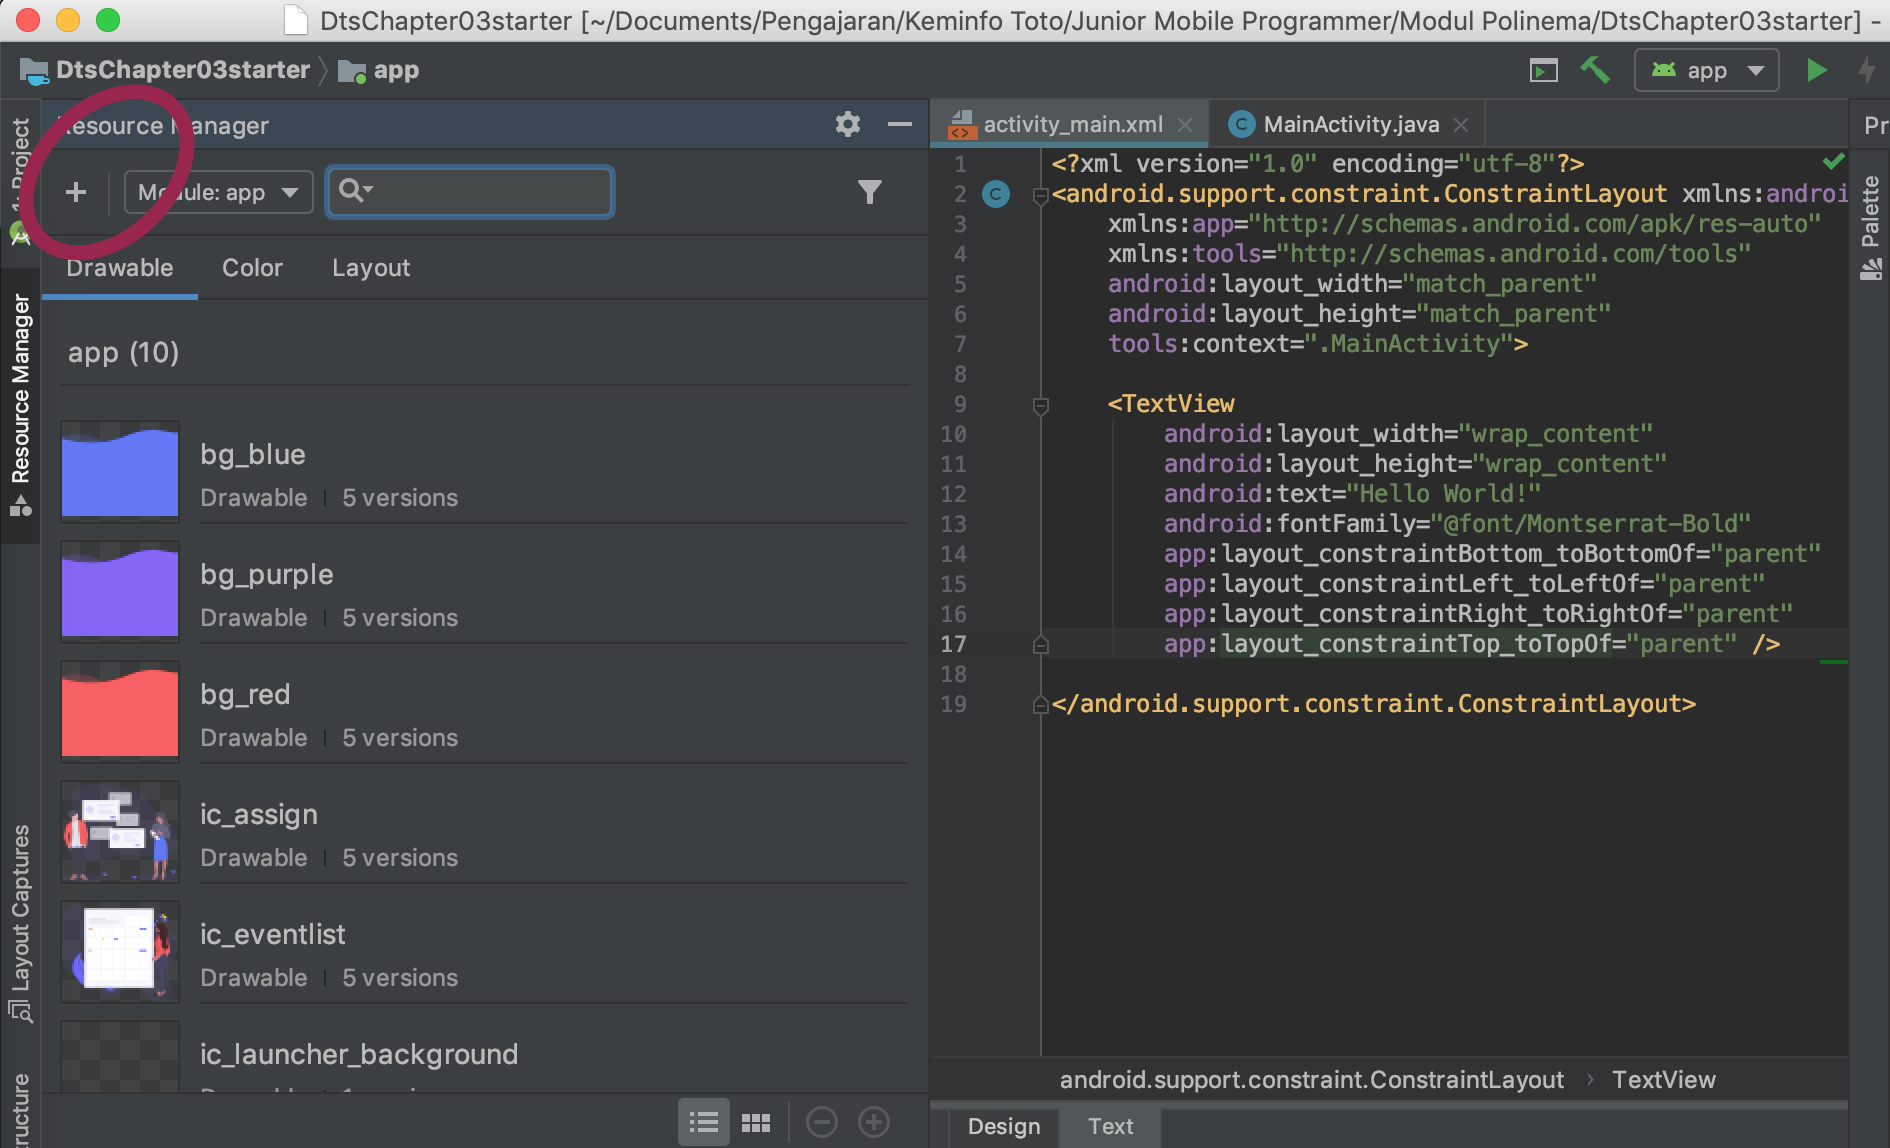 DtsChapter03starter [~/Documents/Pengajaran/Keminfo Toto/Junior Mobile Programmer/Modul Polinema/DtsChapter03starter] -
DtsChapter03starter
app
app
1: Project
Resource Manager
Layout Captures
ructure
Resource Manager
Module: app
Drawable
Color
Layout
app (10)
bg_blue
Drawable | 5 versions
bg_purple
Drawable | 5 versions
bg_red
Drawable | 5 versions
ic_assign
Drawable | 5 versions
ic_eventlist
Drawable | 5 versions
ic_launcher_background
activity_main.xml
C MainActivity.java
Pr
Palette
1 <?xml version="1.0" encoding="utf-8"?>
2 C <android.support.constraint.ConstraintLayout xmlns:androi
3 xmlns:app="http://schemas.android.com/apk/res-auto"
4 xmlns:tools="http://schemas.android.com/tools"
5 android:layout_width="match_parent"
6 android:layout_height="match_parent"
7 tools:context=".MainActivity">
8
9 <TextView
10 android:layout_width="wrap_content"
11 android:layout_height="wrap_content"
12 android:text="Hello World!"
13 android:fontFamily="@font/Montserrat-Bold"
14 app:layout_constraintBottom_toBottomOf="parent"
15 app:layout_constraintLeft_toLeftOf="parent"
16 app:layout_constraintRight_toRightOf="parent"
17 app:layout_constraintTop_toTopOf="parent" />
18
19 </android.support.constraint.ConstraintLayout>
android.support.constraint.ConstraintLayout › TextView
Design
Text